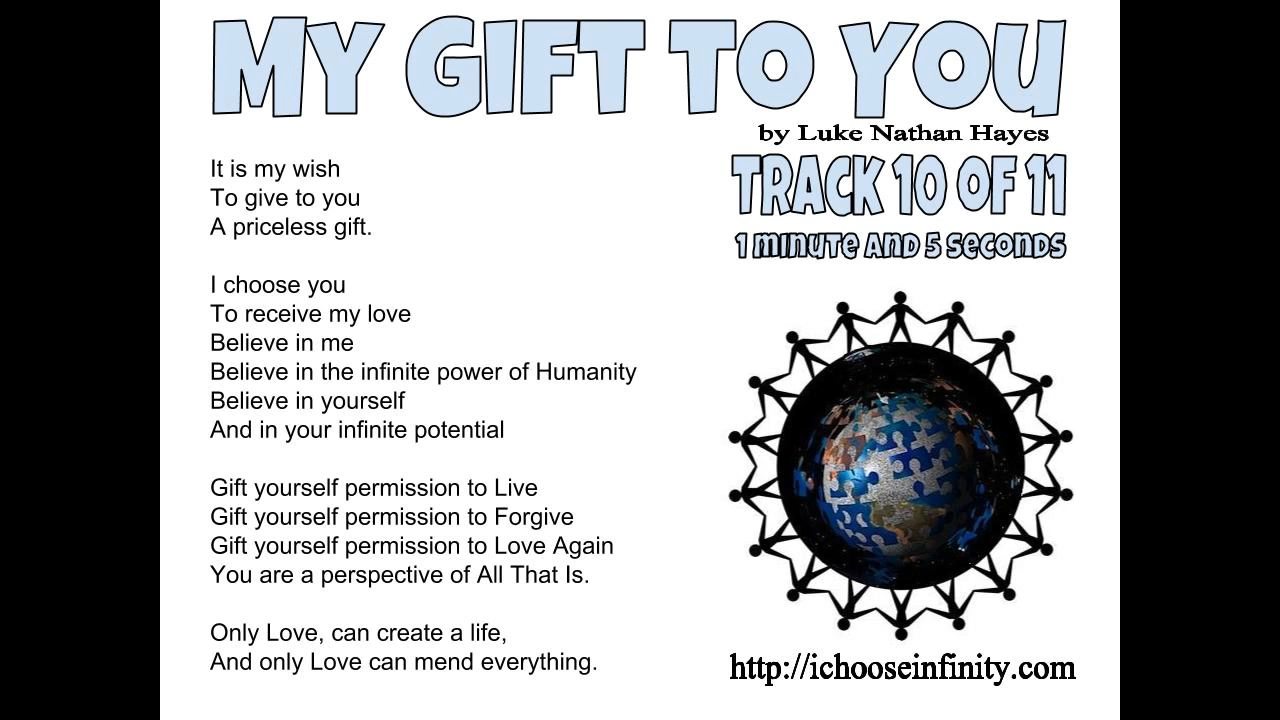 MY GIFT TO YOU
by Luke Nathan Hayes
TRACK 10 OF 11
1 minute and 5 seconds
It is my wish
To give to you
A priceless gift.
I choose you
To receive my love
Believe in me
Believe in the infinite power of Humanity
Believe in yourself
And in your infinite potential
Gift yourself permission to Live
Gift yourself permission to Forgive
Gift yourself permission to Love Again
You are a perspective of All That Is.
Only Love, can create a life,
And only Love can mend everything.
http://ichooseinfinity.com